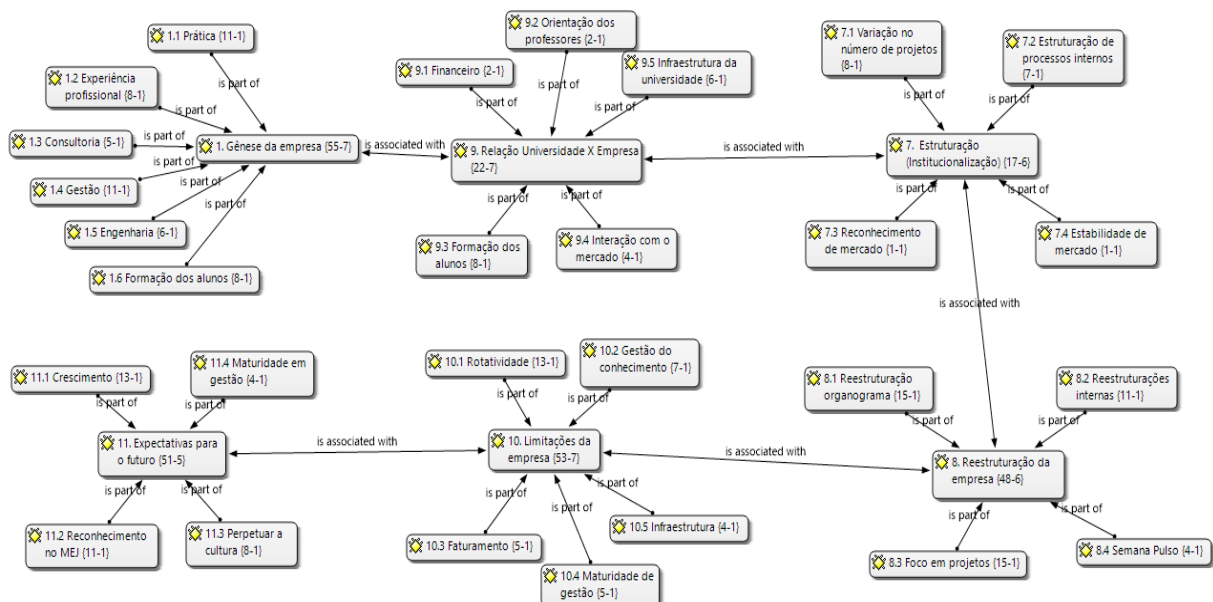 1.1 Prática {11-1}
1.2 Experiência
profissional {8-1}
1.3 Consultoria {5-1}
1.4 Gestão {11-1}
1.5 Engenharia {6-1}
1.6 Formação dos alunos {8-1}
is part of
is part of
is part of
is part of
is part of
is part of
1. Gênese da empresa {55-7}
is associated with
9.1 Financeiro {2-1}
9.2 Orientação dos
professores {2-1}
9.5 Infraestrutura da
universidade {6-1}
is part of
is part of
is part of
9. Relação Universidade X Empresa
{22-7}
is part of
is part of
9.3 Formação dos
alunos {8-1}
9.4 Interação com o
mercado {4-1}
is associated with
7.1 Variação no
número de projetos
{8-1}
7.2 Estruturação de
processos internos
{7-1}
is part of
is part of
7. Estruturação
(Institucionalização) {17-6}
is part of
is part of
7.3 Reconhecimento
de mercado {1-1}
7.4 Estabilidade de
mercado {1-1}
is associated with
11.1 Crescimento {13-1}
11.4 Maturidade em
gestão {4-1}
is part of
is part of
11. Expectativas para
o futuro {51-5}
is part of
is part of
11.2 Reconhecimento
no MEJ {11-1}
11.3 Perpetuar a
cultura {8-1}
is associated with
10.1 Rotatividade {13-1}
10.2 Gestão do
conhecimento {7-1}
is part of
is part of
10. Limitações da
empresa {53-7}
is part of
is part of
is part of
10.3 Faturamento {5-1}
10.4 Maturidade de
gestão {5-1}
10.5 Infraestrutura {4-1}
is associated with
8.1 Reestruturação
organograma {15-1}
8.2 Reestruturações
internas {11-1}
is part of
is part of
8. Reestruturação da
empresa {48-6}
is part of
is part of
8.3 Foco em projetos {15-1}
8.4 Semana Pulso {4-1}